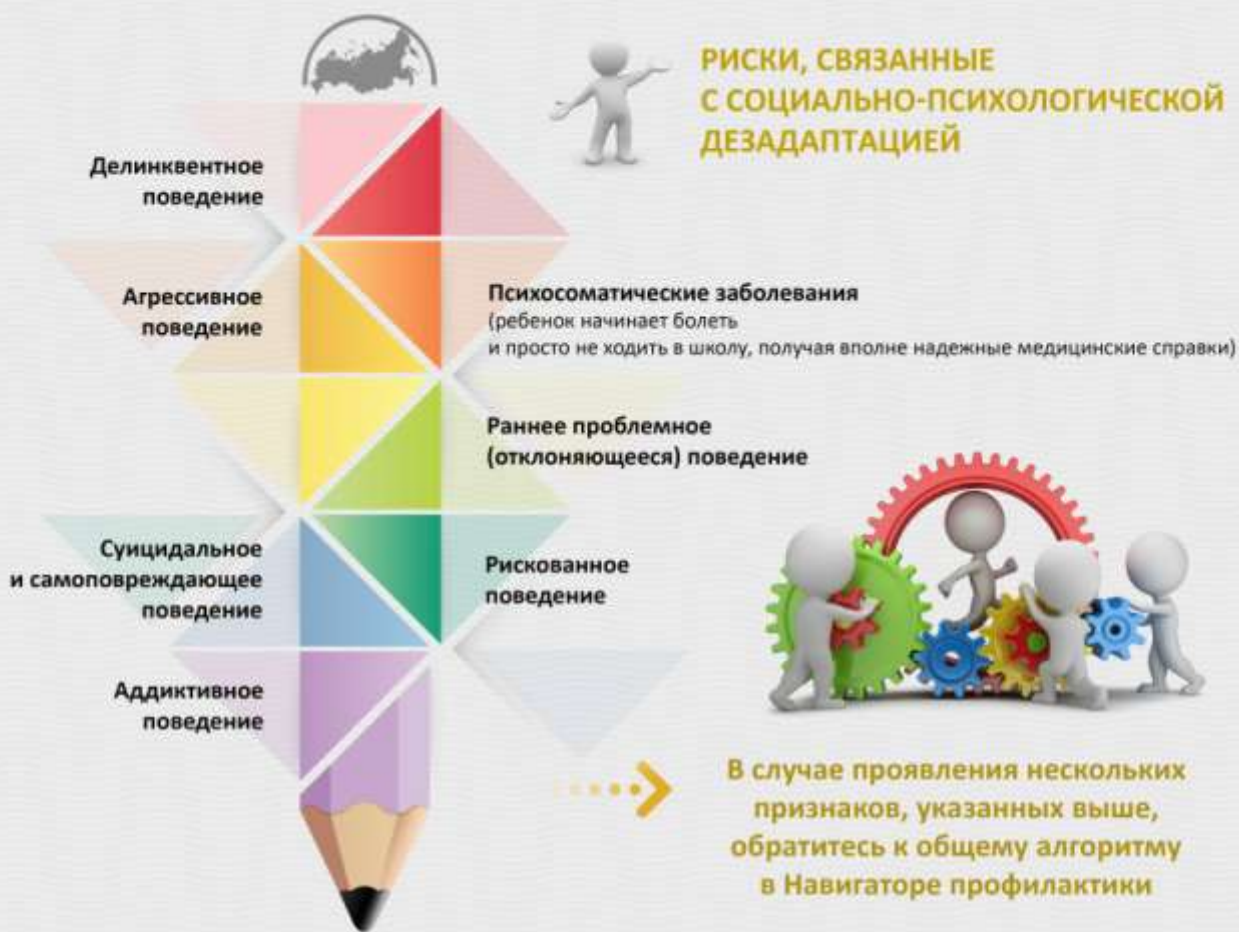 РИСКИ, СВЯЗАННЫЕ
С СОЦИАЛЬНО-ПСИХОЛОГИЧЕСКОЙ
ДЕЗАДАПТАЦИЕЙ
Делинквентное
поведение
Агрессивное
поведение
Психосоматические заболевания
(ребенок начинает болеть
и просто не ходить в школу, получая вполне надежные медицинские справки)
Раннее проблемное
(отклоняющееся) поведение
Суицидальное
и самоповреждающее
поведение
Рискованное
поведение
Аддиктивное
поведение
В случае проявления нескольких
признаков, указанных выше,
обратитесь к общему алгоритму
в Навигаторе профилактики